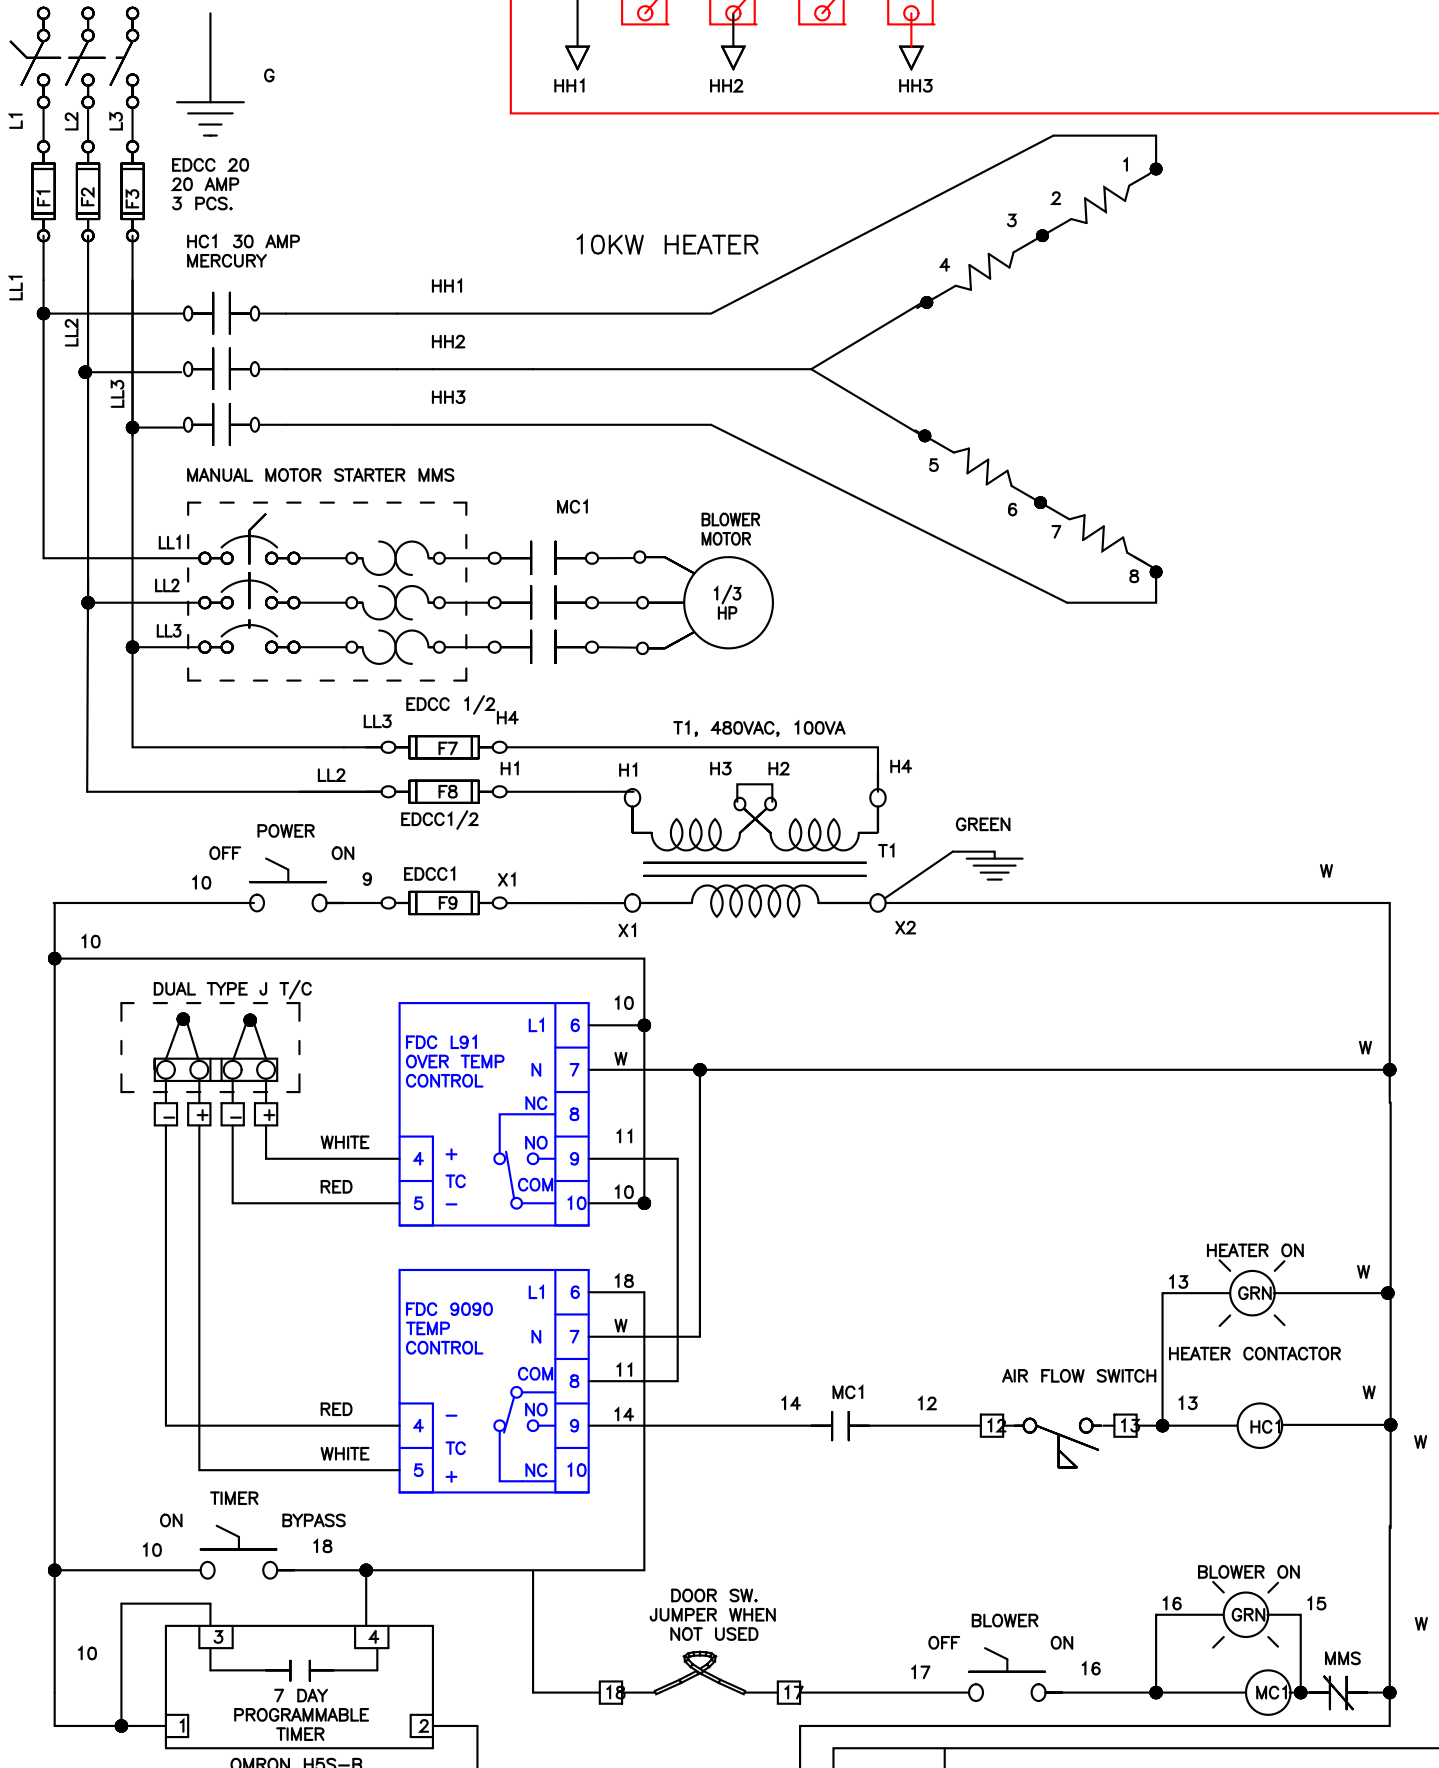 HH1
HH2
HH3
G
L1
L2
L3
F1
F2
F3
EDCC 20
20 AMP
3 PCS.
HC1 30 AMP
MERCURY
10KW HEATER
LL1
LL2
LL3
HH1
HH2
HH3
1
2
3
4
5
6
7
8
MANUAL MOTOR STARTER MMS
MC1
BLOWER
MOTOR
LL1
LL2
LL3
1/3
HP
EDCC 1/2
LL3
H4
F7
T1, 480VAC, 100VA
LL2
H1
F8
EDCC1/2
H1
H3
H2
H4
T1
GREEN
POWER
OFF
ON
10
9
EDCC1
X1
F9
X1
X2
W
10
DUAL TYPE J T/C
−
+
−
+
WHITE
RED
FDC L91
OVER TEMP
CONTROL
L1
6
10
N
7
W
NC
8
NO
9
11
COM
10
10
4
+
TC
5
−
W
FDC 9090
TEMP
CONTROL
L1
6
18
N
7
W
COM
8
11
NO
9
14
NC
10
RED
4
−
TC
WHITE
5
+
14
MC1
12
AIR FLOW SWITCH
12
13
HEATER ON
13
GRN
W
HEATER CONTACTOR
13
HC1
W
W
TIMER
ON
BYPASS
10
18
10
3
4
7 DAY
PROGRAMMABLE
TIMER
1
2
OMRON H5S-B
DOOR SW.
JUMPER WHEN
NOT USED
18
17
BLOWER
OFF
ON
17
16
BLOWER ON
16
GRN
15
W
MC1
MMS